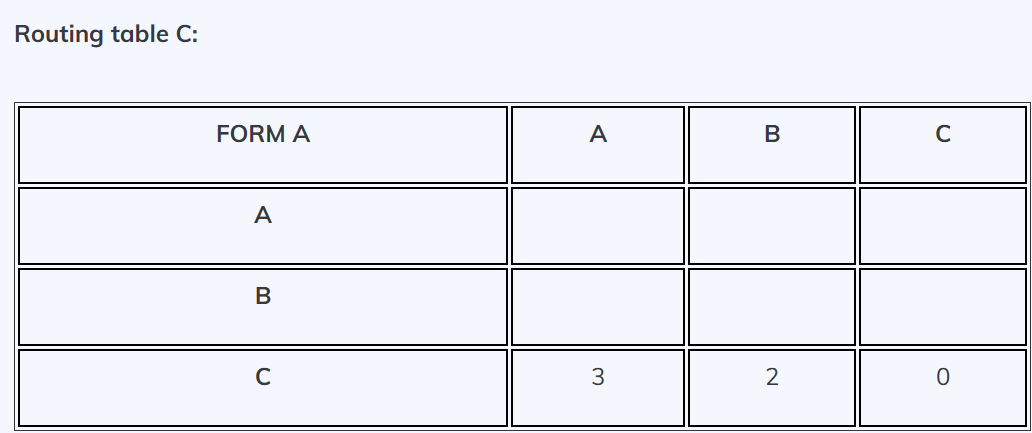 Routing table C:
FORM A A B C
A
B
C 3 2 0